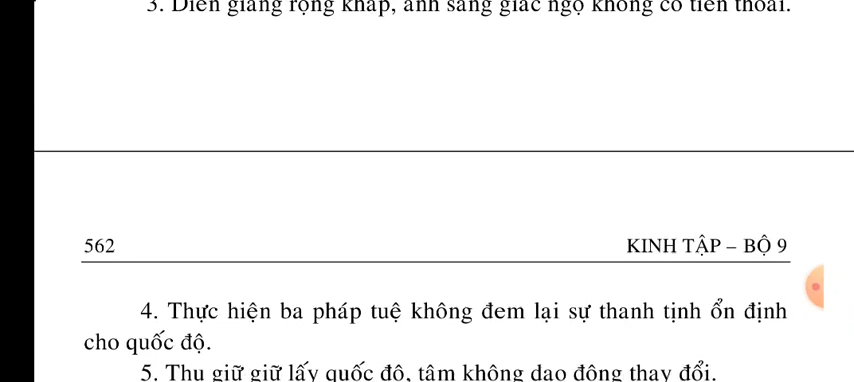 3. Diễn giảng rộng khắp, ánh sáng giác ngộ không có tiến thoái.
562
KINH TẬP – BỘ 9
4. Thực hiện ba pháp tuệ không đem lại sự thanh tịnh ổn định
cho quốc độ.
5. Thu giữ giữ lấy quốc độ, tâm không dao động thay đổi.